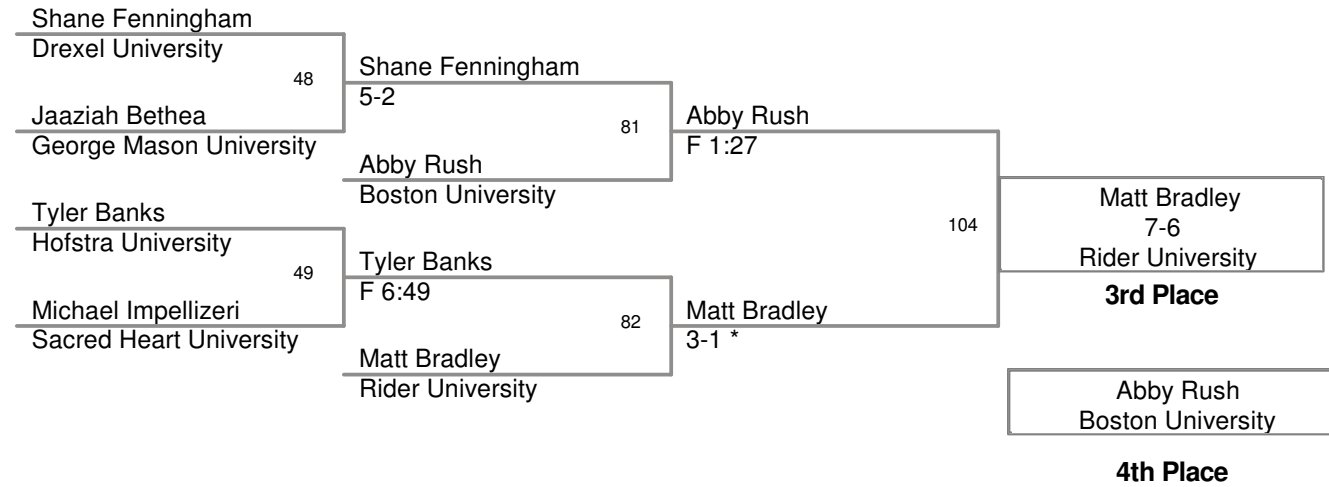 Shane Fenningham
Drexel University
48
Jaaziah Bethea
George Mason University
Tyler Banks
Hofstra University
49
Michael Impellizeri
Sacred Heart University
Shane Fenningham
5-2
81
Abby Rush
Boston University
Tyler Banks
F 6:49
82
Matt Bradley
Rider University
Abby Rush
F 1:27
104
Matt Bradley
3-1 *
Matt Bradley
7-6
Rider University
3rd Place
Abby Rush
Boston University
4th Place